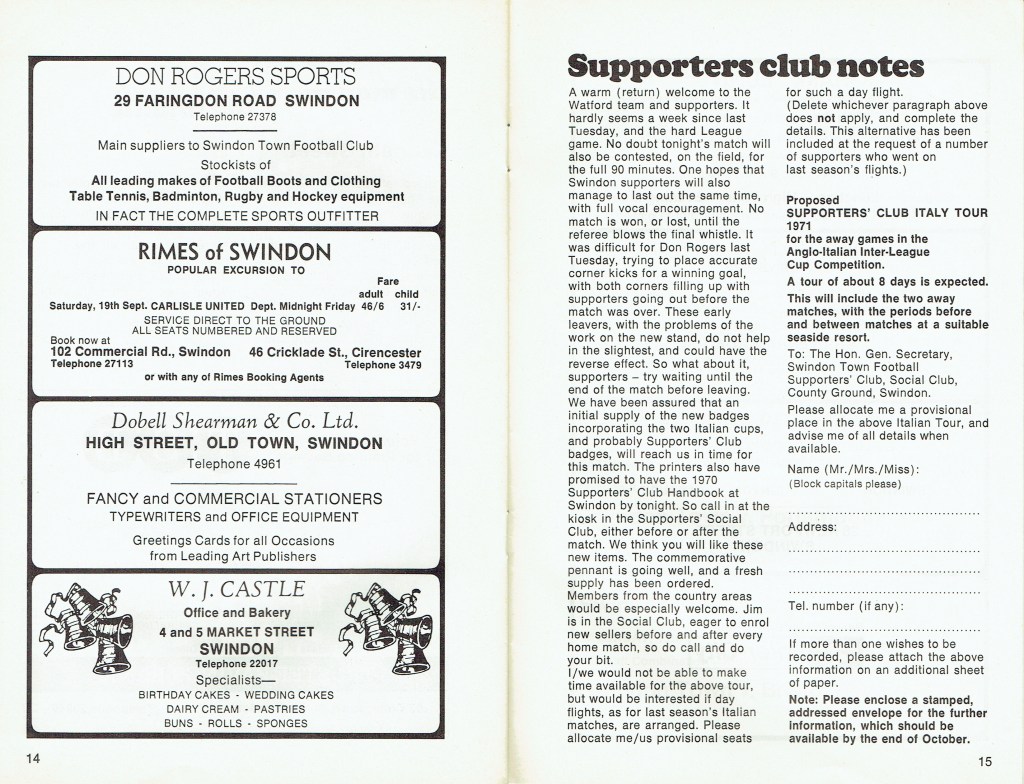 DON ROGERS SPORTS
29 FARINGDON ROAD SWINDON
Telephone 27378
Main suppliers to Swindon Town Football Club
Stockists of
All leading makes of Football Boots and Clothing
Table Tennis, Badminton, Rugby and Hockey equipment
IN FACT THE COMPLETE SPORTS OUTFITTER
RIMES of SWINDON
POPULAR EXCURSION TO
Fare
adult child
Saturday, 19th Sept. CARLISLE UNITED Dept. Midnight Friday 46/6 31/-
SERVICE DIRECT TO THE GROUND
ALL SEATS NUMBERED AND RESERVED
Book now at
102 Commercial Rd., Swindon 46 Cricklade St., Cirencester
Telephone 27113 Telephone 3479
or with any of Rimes Booking Agents
Dobell Shearman & Co. Ltd.
HIGH STREET, OLD TOWN, SWINDON
Telephone 4961
FANCY and COMMERCIAL STATIONERS
TYPEWRITERS and OFFICE EQUIPMENT
Greetings Cards for all Occasions
from Leading Art Publishers
W. J. CASTLE
Office and Bakery
4 and 5 MARKET STREET
SWINDON
Telephone 22017
Specialists—
BIRTHDAY CAKES - WEDDING CAKES
DAIRY CREAM - PASTRIES
BUNS - ROLLS - SPONGES
14
Supporters club notes
A warm (return) welcome to the
Watford team and supporters. It
hardly seems a week since last
Tuesday, and the hard League
game. No doubt tonight's match will
also be contested, on the field, for
the full 90 minutes. One hopes that
Swindon supporters will also
manage to last out the same time,
with full vocal encouragement. No
match is won, or lost, until the
referee blows the final whistle. It
was difficult for Don Rogers last
Tuesday, trying to place accurate
corner kicks for a winning goal,
with both corners filling up with
supporters going out before the
match was over. These early
leavers, with the problems of the
work on the new stand, do not help
in the slightest, and could have the
reverse effect. So what about it,
supporters – try waiting until the
end of the match before leaving.
We have been assured that an
initial supply of the new badges
incorporating the two Italian cups,
and probably Supporters' Club
badges, will reach us in time for
this match. The printers also have
promised to have the 1970
Supporters' Club Handbook at
Swindon by tonight. So call in at the
kiosk in the Supporters' Social
Club, either before or after the
match. We think you will like these
new items. The commemorative
pennant is going well, and a fresh
supply has been ordered.
Members from the country areas
would be especially welcome. Jim
is in the Social Club, eager to enrol
new sellers before and after every
home match, so do call and do
your bit.
I/we would not be able to make
time available for the above tour,
but would be interested if day
flights, as for last season's Italian
matches, are arranged. Please
allocate me/us provisional seats
for such a day flight.
(Delete whichever paragraph above
does not apply, and complete the
details. This alternative has been
included at the request of a number
of supporters who went on
last season's flights.)
Proposed
SUPPORTERS' CLUB ITALY TOUR
1971
for the away games in the
Anglo-Italian Inter-League
Cup Competition.
A tour of about 8 days is expected.
This will include the two away
matches, with the periods before
and between matches at a suitable
seaside resort.
To: The Hon. Gen. Secretary,
Swindon Town Football
Supporters' Club, Social Club,
County Ground, Swindon.
Please allocate me a provisional
place in the above Italian Tour, and
advise me of all details when
available.
Name (Mr./Mrs./Miss):
(Block capitals please)
Address:
Tel. number (if any):
If more than one wishes to be
recorded, please attach the above
information on an additional sheet
of paper.
Note: Please enclose a stamped,
addressed envelope for the further
information, which should be
available by the end of October.
15